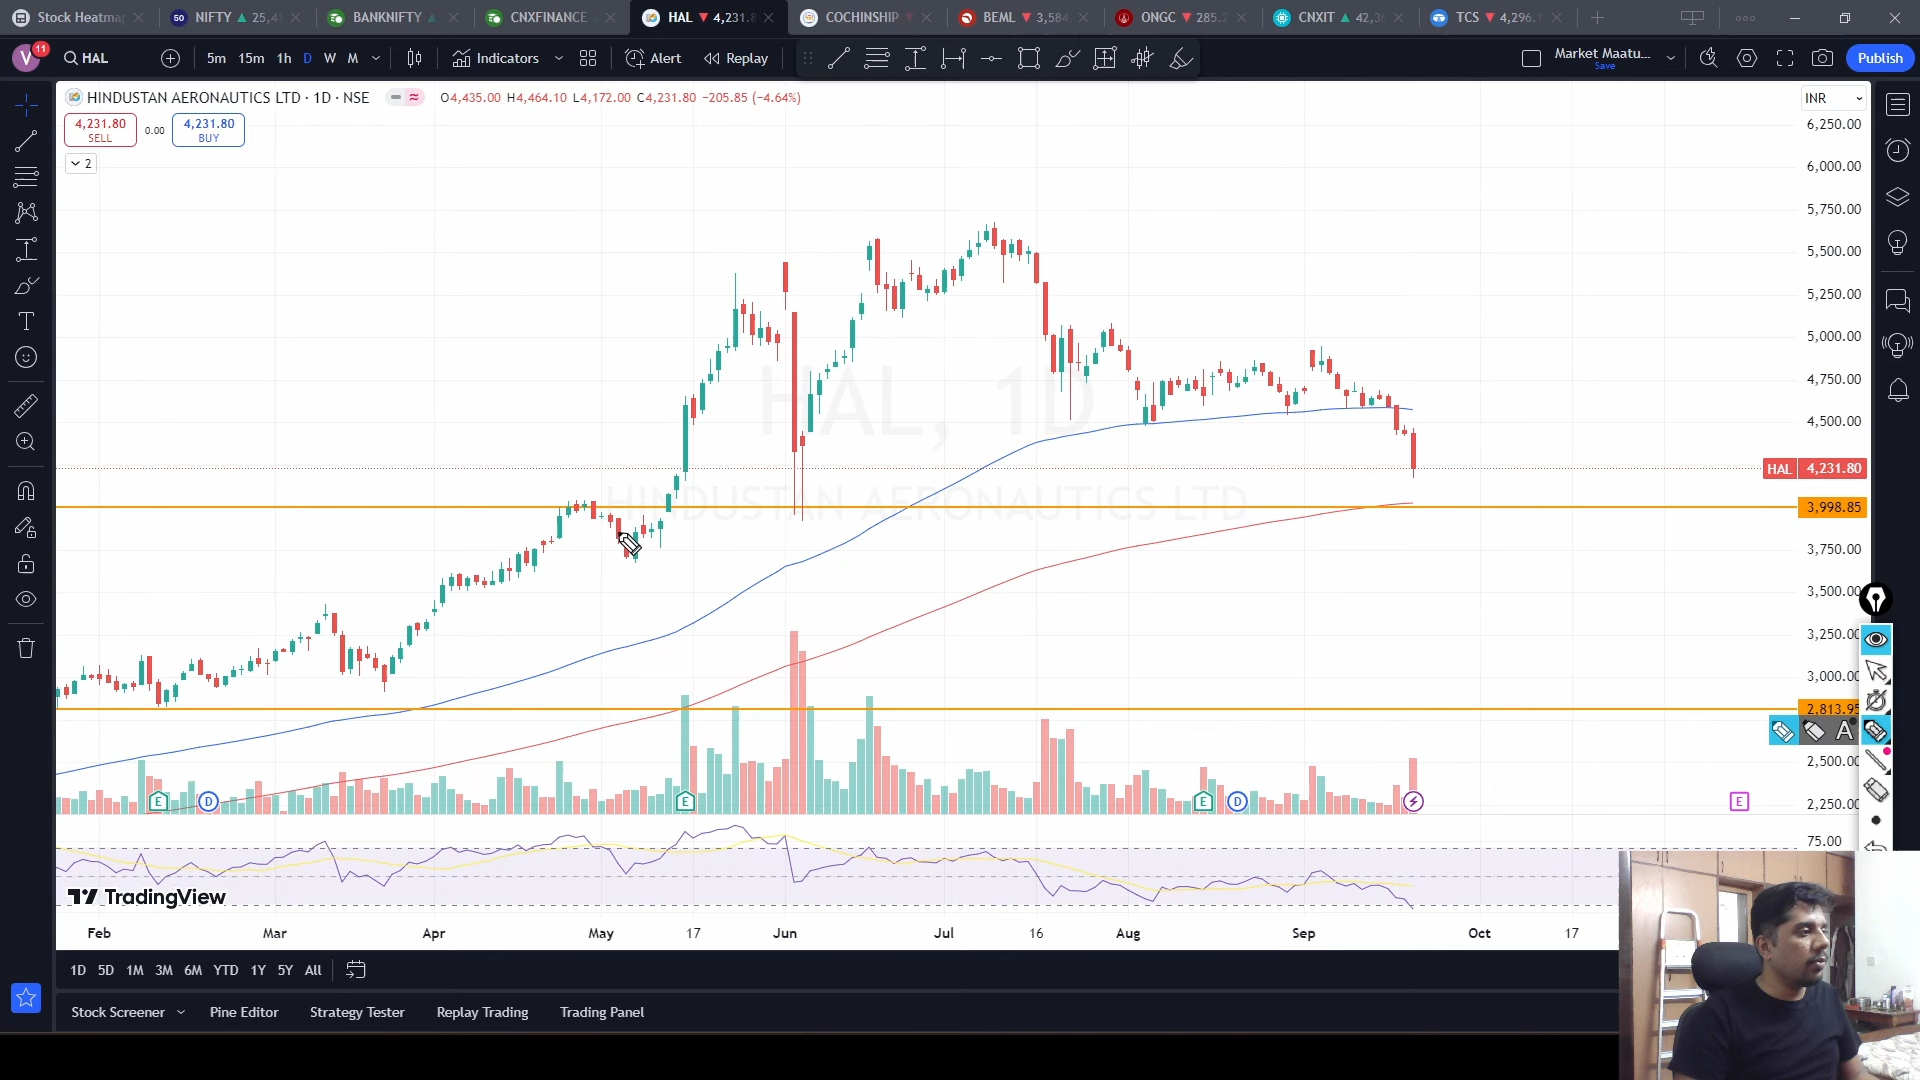 Stock Heatmap
50 NIFTY 25,4
BANKNIFTY
CNXFINANCE
HAL 4,231.8
COCHINSHIP
BEML 3,584
ONGC 285.2
CNXIT 42,3
TCS 4,296.
V 11 HAL
5m 15m 1h D W M
Indicators
Alert
Replay
Market Maatu...
Save
Publish
HINDUSTAN AERONAUTICS LTD · 1D · NSE
O4,435.00 H4,464.10 L4,172.00 C4,231.80 −205.85 (−4.64%)
INR
4,231.80
SELL
0.00
4,231.80
BUY
2
6,250.00
6,000.00
5,750.00
5,500.00
5,250.00
5,000.00
4,750.00
4,500.00
HAL 4,231.80
3,998.85
3,750.00
3,500.00
3,250.00
3,000.00
2,813.95
2,500.00
2,250.00
75.00
HAL, 1D
HINDUSTAN AERONAUTICS LTD
A
E D E E D E
TradingView
Feb Mar Apr May 17 Jun Jul 16 Aug Sep Oct 17
1D 5D 1M 3M 6M YTD 1Y 5Y All
Stock Screener Pine Editor Strategy Tester Replay Trading Trading Panel